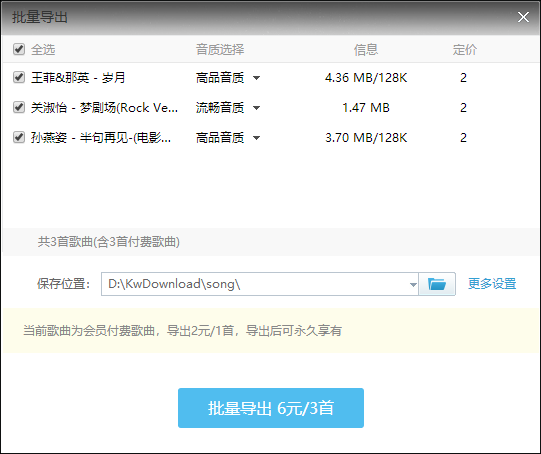 批量导出
全选 音质选择 信息 定价
王菲&那英 - 岁月 高品音质 4.36 MB/128K 2
关淑怡 - 梦剧场(Rock Ve... 流畅音质 1.47 MB 2
孙燕姿 - 半句再见-(电影... 高品音质 3.70 MB/128K 2
共3首歌曲(含3首付费歌曲)
保存位置: D:\KwDownload\song\ 更多设置
当前歌曲为会员付费歌曲，导出2元/1首，导出后可永久享有
批量导出 6元/3首